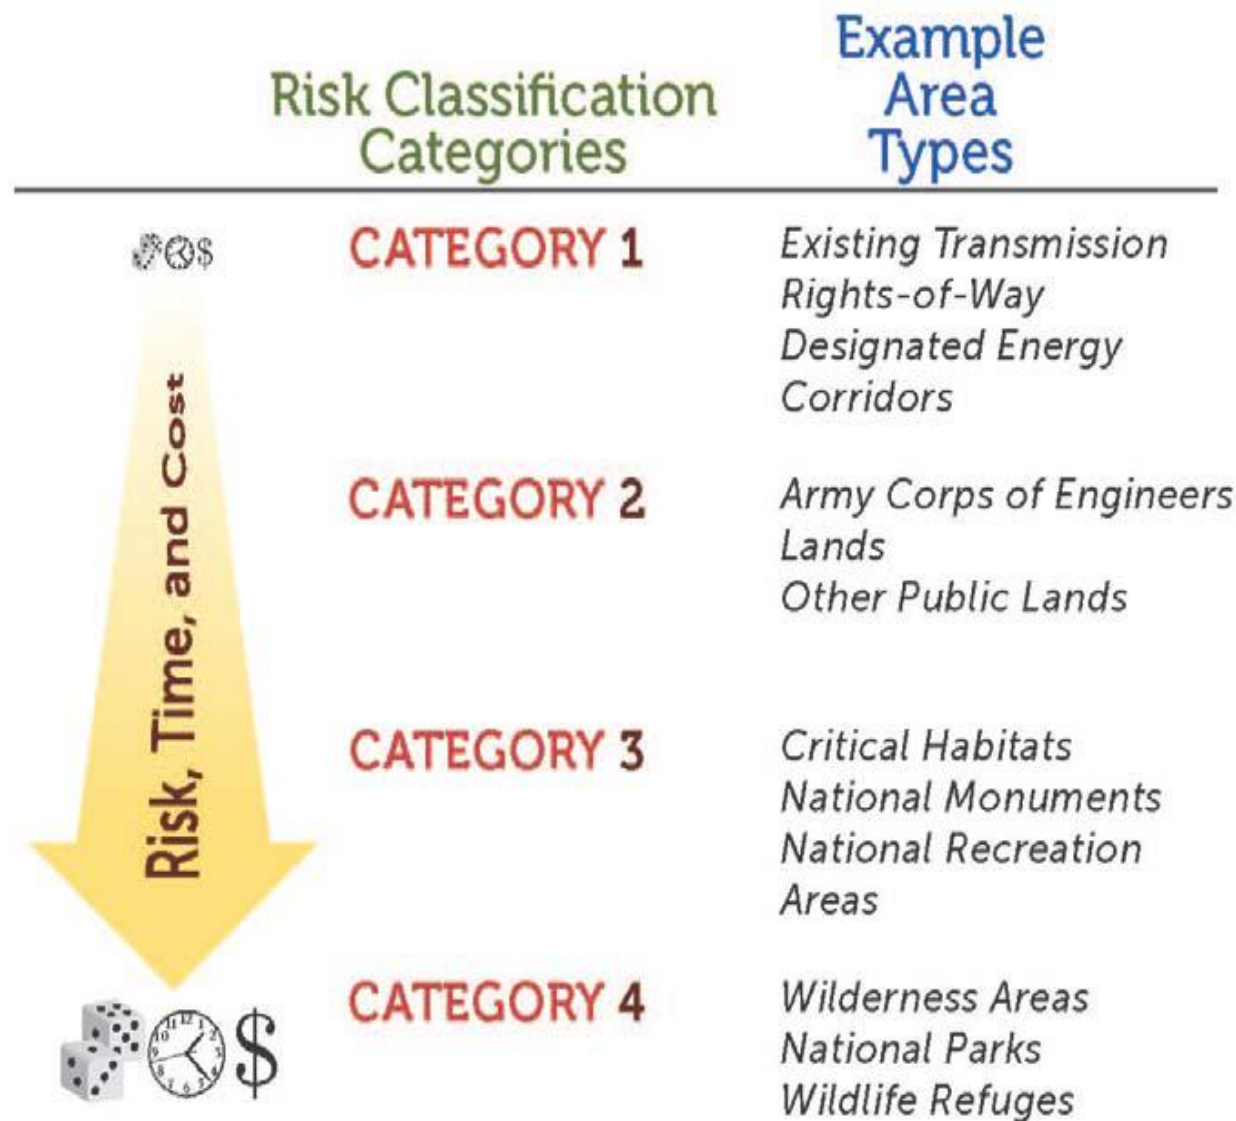 Risk Classification
Categories
Example
Area
Types
$
CATEGORY 1
Existing Transmission
Rights-of-Way
Designated Energy
Corridors
Risk, Time, and Cost
CATEGORY 2
Army Corps of Engineers
Lands
Other Public Lands
CATEGORY 3
Critical Habitats
National Monuments
National Recreation
Areas
$
CATEGORY 4
Wilderness Areas
National Parks
Wildlife Refuges